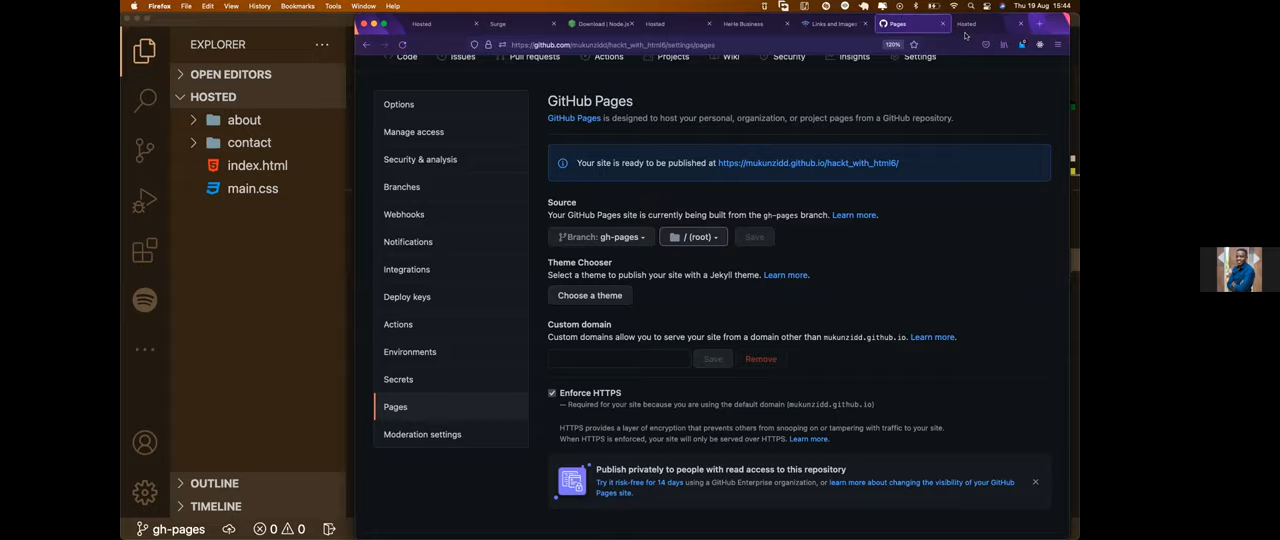 Firefox File Edit View History Bookmarks Tools Window Help Thu 19 Aug 15:44
Hosted Surge Download | Node.js Hosted HeHe Business Links and Images Pages Hosted
EXPLORER
https://github.com/mukunzidd/hackt_with_html6/settings/pages 120%
Code Issues Pull requests Actions Projects Wiki Security Insights Settings
OPEN EDITORS
HOSTED
about
contact
index.html
main.css
OUTLINE
TIMELINE
gh-pages 0 0
Options
Manage access
Security & analysis
Branches
Webhooks
Notifications
Integrations
Deploy keys
Actions
Environments
Secrets
Pages
Moderation settings
GitHub Pages
GitHub Pages is designed to host your personal, organization, or project pages from a GitHub repository.
Your site is ready to be published at https://mukunzidd.github.io/hackt_with_html6/
Source
Your GitHub Pages site is currently being built from the gh-pages branch. Learn more.
Branch: gh-pages / (root) Save
Theme Chooser
Select a theme to publish your site with a Jekyll theme. Learn more.
Choose a theme
Custom domain
Custom domains allow you to serve your site from a domain other than mukunzidd.github.io. Learn more.
Save Remove
Enforce HTTPS
— Required for your site because you are using the default domain (mukunzidd.github.io)
HTTPS provides a layer of encryption that prevents others from snooping on or tampering with traffic to your site.
When HTTPS is enforced, your site will only be served over HTTPS. Learn more.
Publish privately to people with read access to this repository
Try it risk-free for 14 days using a GitHub Enterprise organization, or learn more about changing the visibility of your GitHub
Pages site.